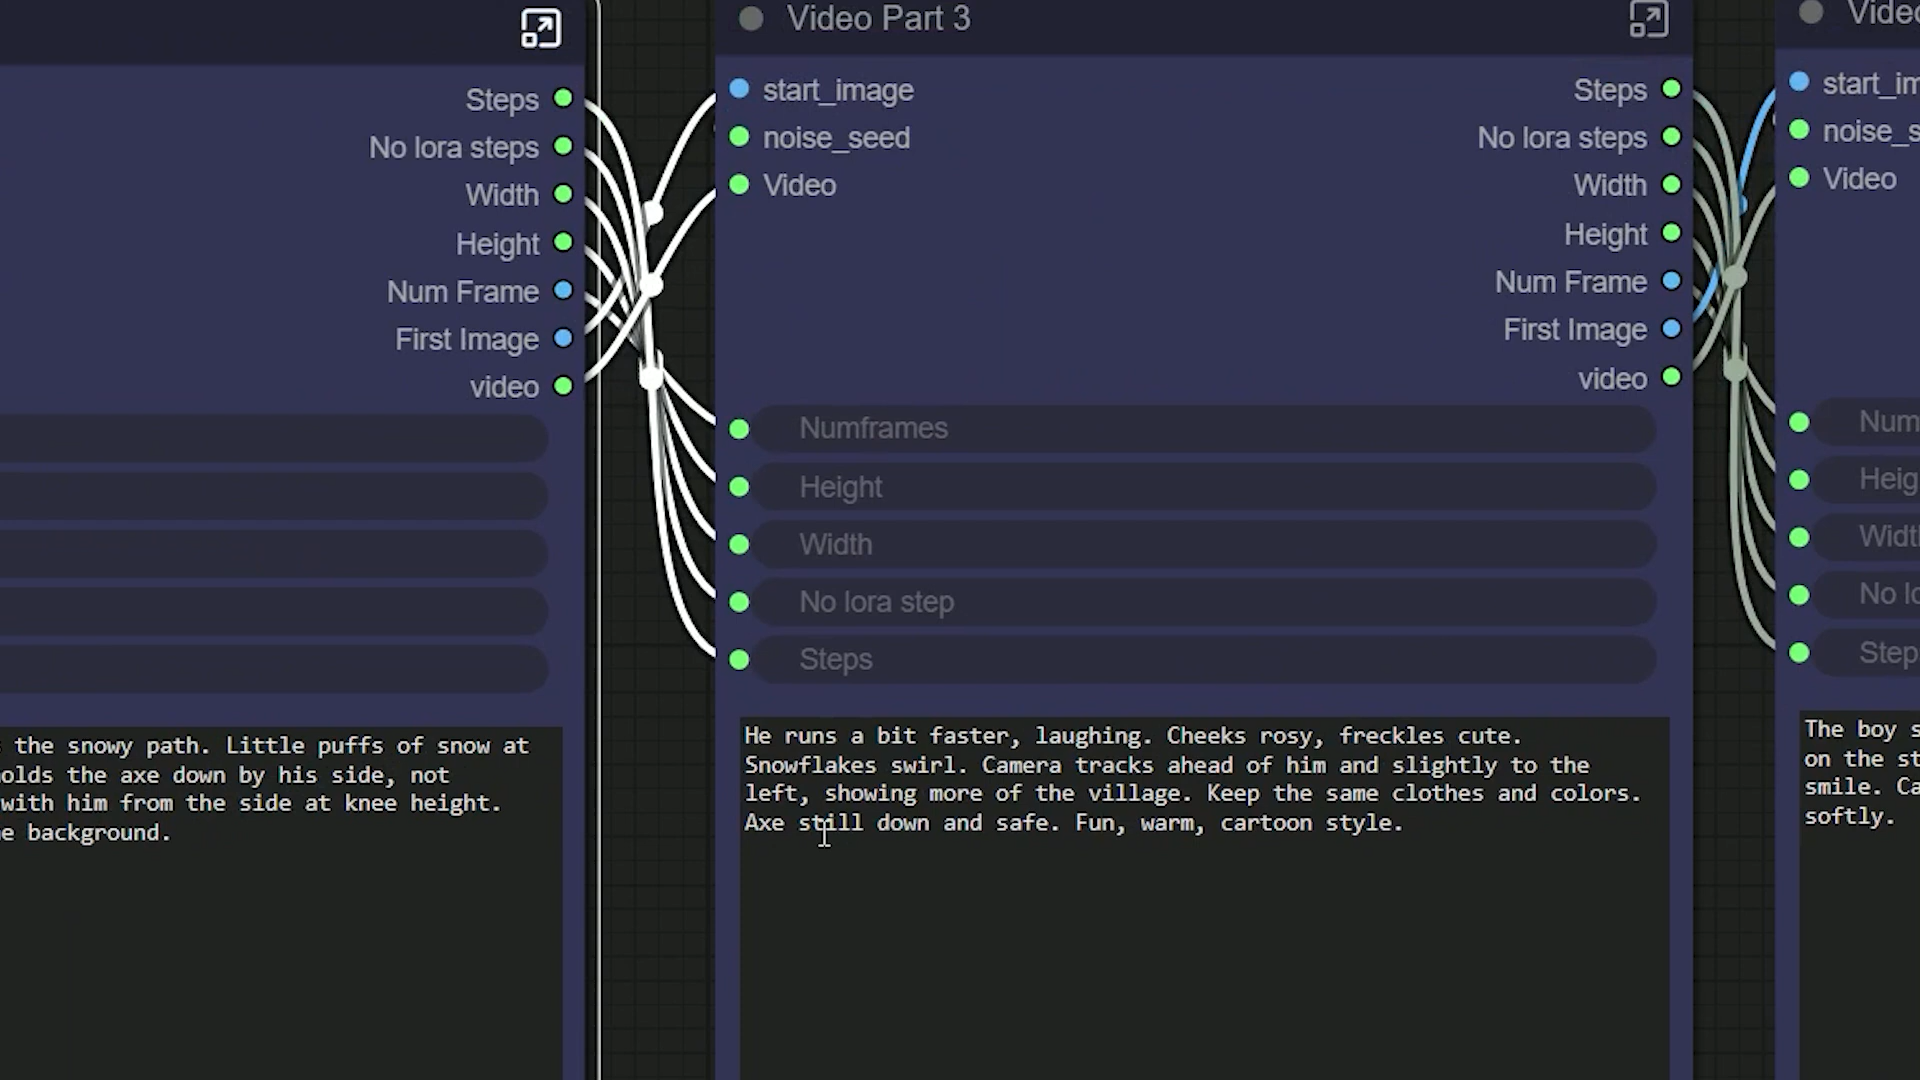 Video Part 3
Steps
No lora steps
Width
Height
Num Frame
First Image
video
the snowy path. Little puffs of snow at
the axe down by his side, not
with him from the side at knee height.
background.
start_image
noise_seed
Video
Steps
No lora steps
Width
Height
Num Frame
First Image
video
Numframes
Height
Width
No lora step
Steps
He runs a bit faster, laughing. Cheeks rosy, freckles cute.
Snowflakes swirl. Camera tracks ahead of him and slightly to the
left, showing more of the village. Keep the same clothes and colors.
Axe still down and safe. Fun, warm, cartoon style.
Video
The boy
on the
smile.
softly.